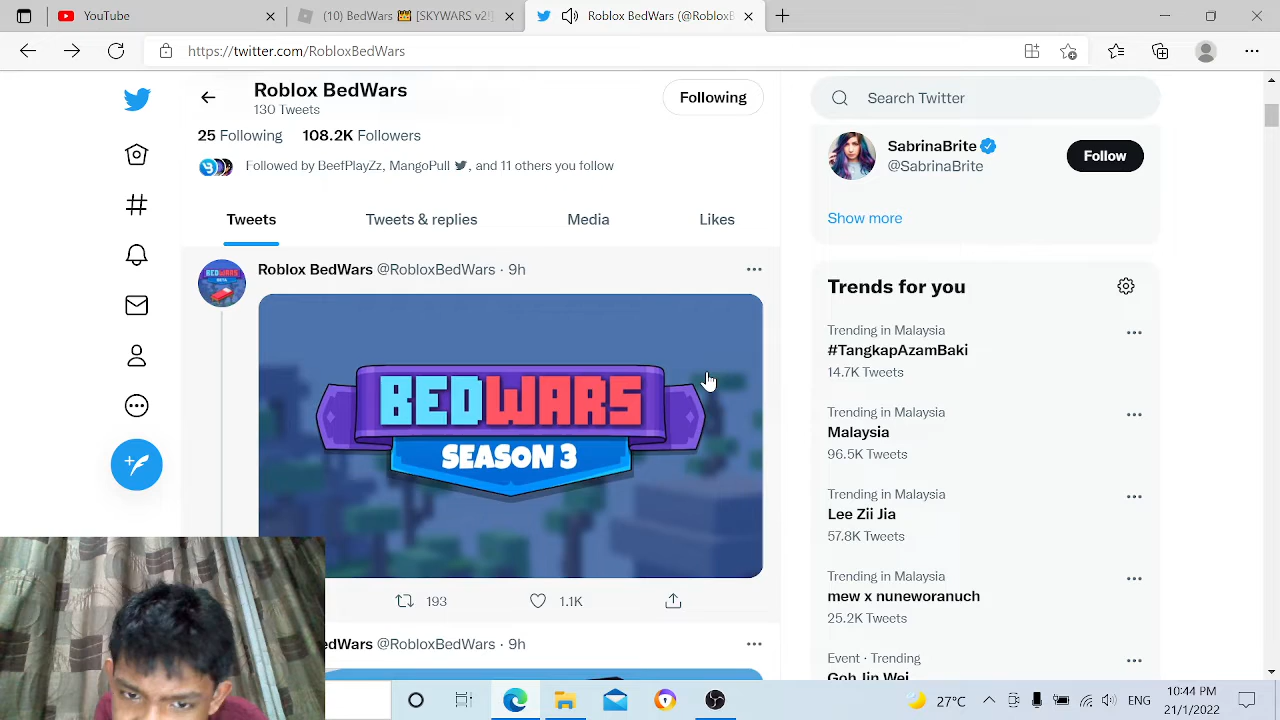 YouTube
(10) 👑 [SKYWARS v2!
Roblox BedWars (@RobloxBedW
https://twitter.com/RobloxBedWars
Roblox BedWars
130 Tweets
Following
25 Following 108.2K Followers
Followed by BeefPlayZz, MangoPull, and 11 others you follow
Tweets
Tweets & replies
Media
Likes
Roblox BedWars @RobloxBedWars · 9h
BEDWARS
BETA
BEDWARS
SEASON 3
193
1.1K
edWars @RobloxBedWars · 9h
Search Twitter
SabrinaBrite
@SabrinaBrite
Follow
Show more
Trends for you
Trending in Malaysia
#TangkapAzamBaki
14.7K Tweets
Trending in Malaysia
Malaysia
96.5K Tweets
Trending in Malaysia
Lee Zii Jia
57.8K Tweets
Trending in Malaysia
mew x nuneworanuch
25.2K Tweets
Event · Trending
Goh Jin Wei
27°C
ENG
10:44 PM
21/1/2022